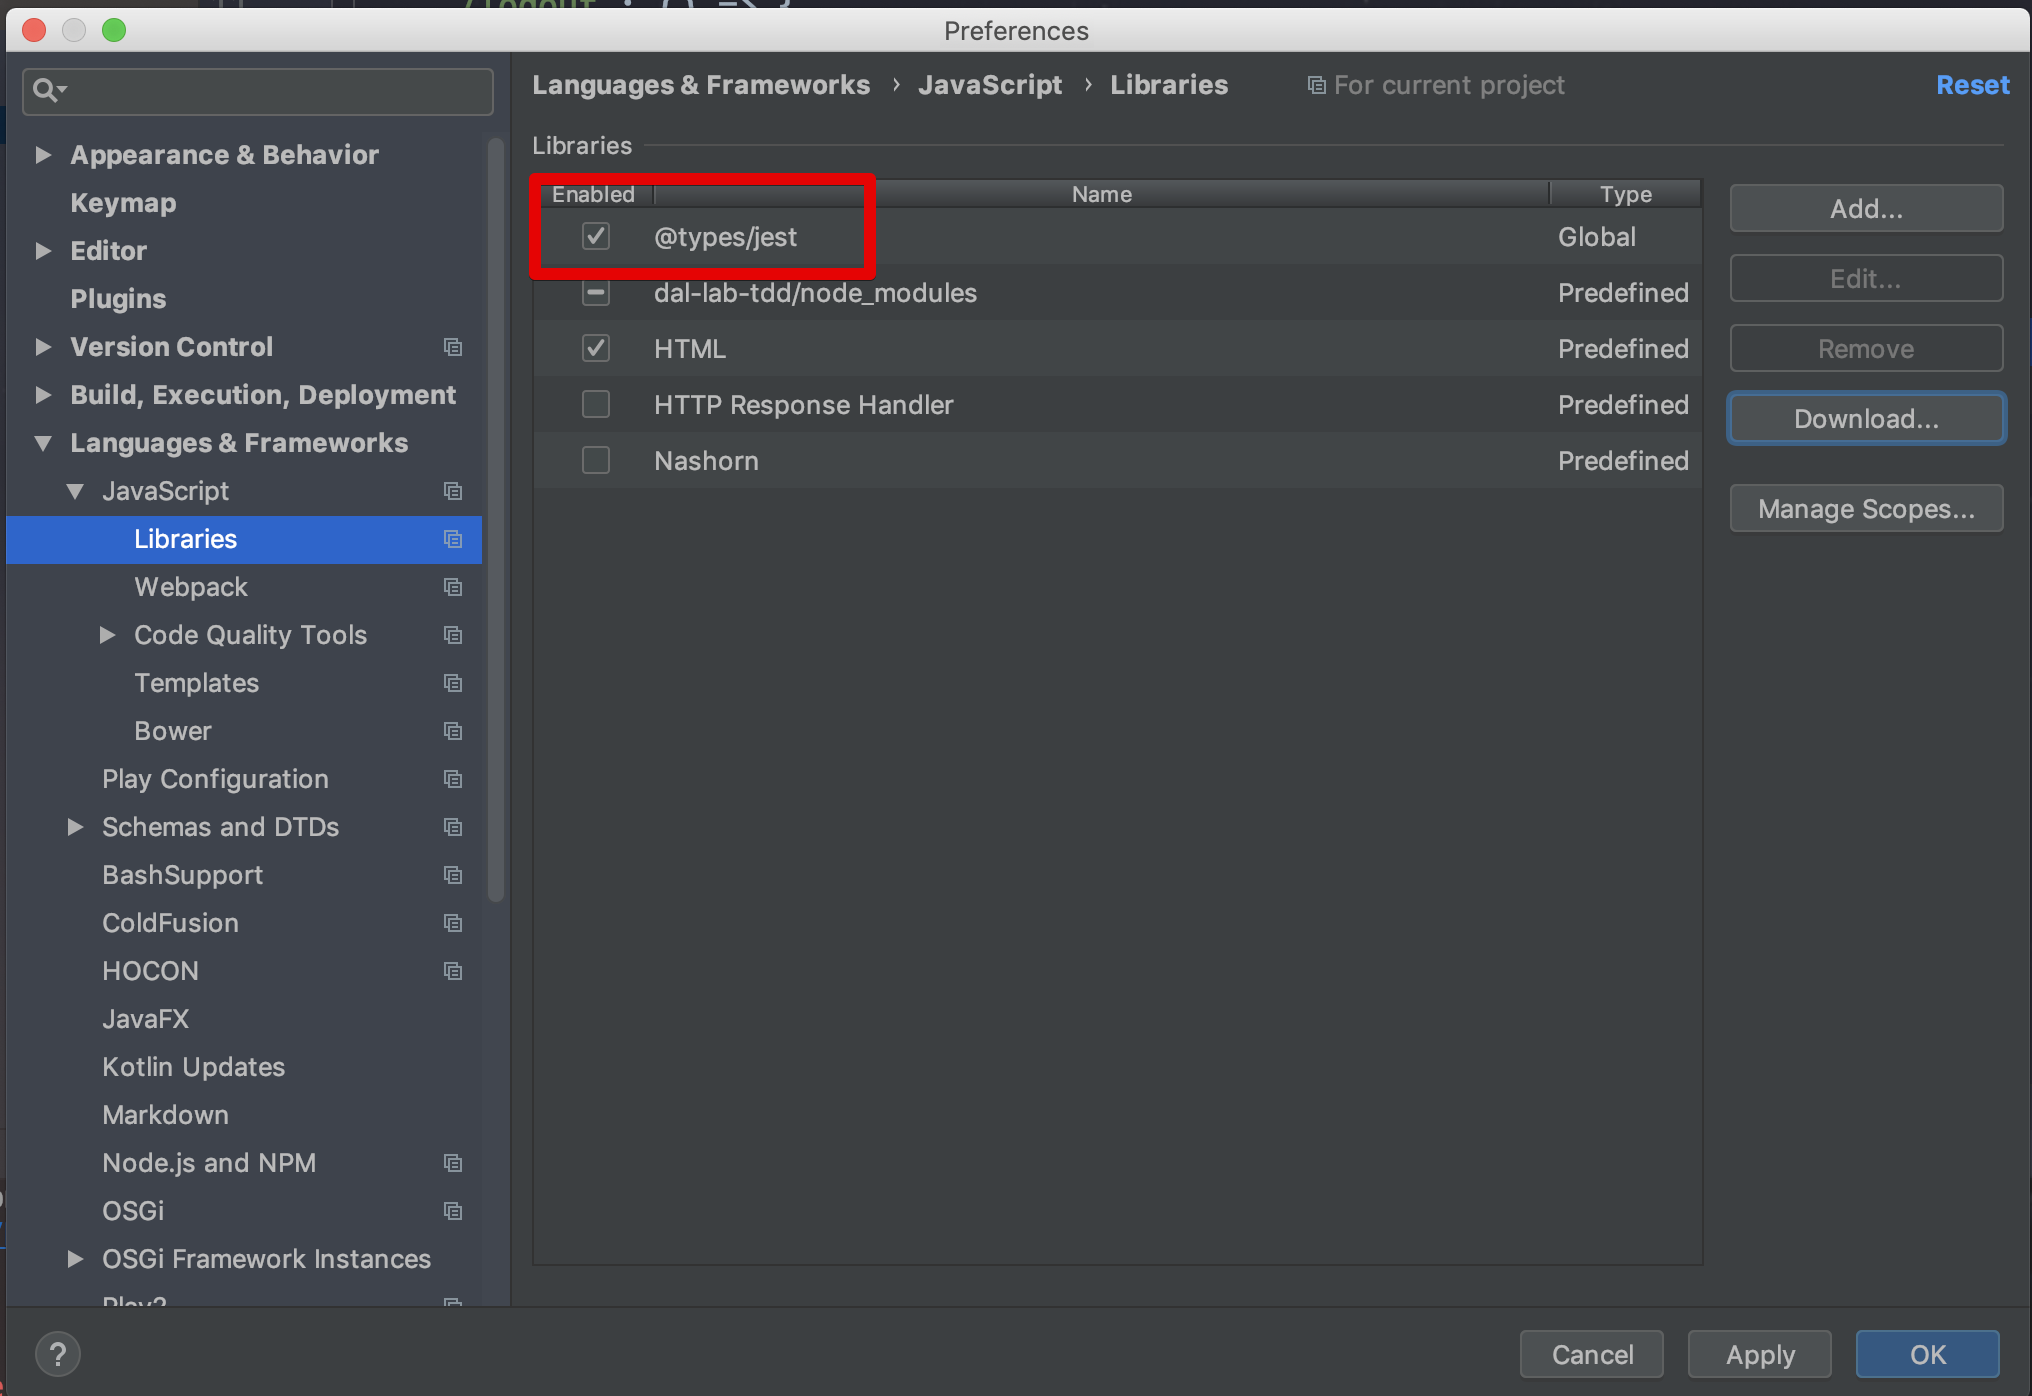 Preferences
Languages & Frameworks › JavaScript › Libraries For current project Reset
Appearance & Behavior
Keymap
Editor
Plugins
Version Control
Build, Execution, Deployment
Languages & Frameworks
JavaScript
Libraries
Webpack
Code Quality Tools
Templates
Bower
Play Configuration
Schemas and DTDs
BashSupport
ColdFusion
HOCON
JavaFX
Kotlin Updates
Markdown
Node.js and NPM
OSGi
OSGi Framework Instances
Play2
Libraries
Enabled Name Type
@types/jest Global
dal-lab-tdd/node_modules Predefined
HTML Predefined
HTTP Response Handler Predefined
Nashorn Predefined
Add...
Edit...
Remove
Download...
Manage Scopes...
?
Cancel Apply OK